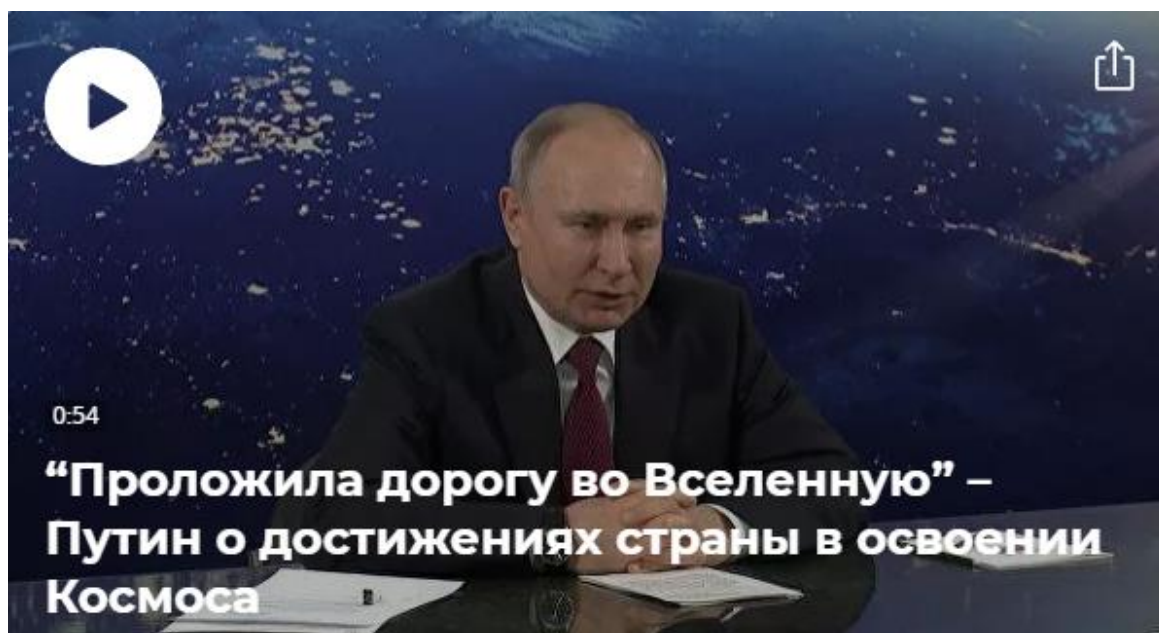 0:54
“Проложила дорогу во Вселенную” –
Путин о достижениях страны в освоении
Космоса